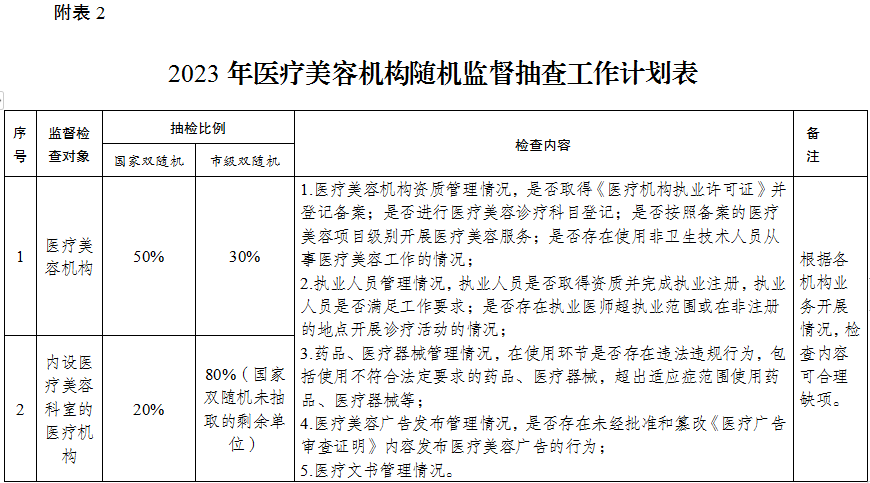 附表 2
2023 年医疗美容机构随机监督抽查工作计划表
序号
监督检查对象
抽检比例
国家双随机
市级双随机
检查内容
备注
1
医疗美
容机构
50%
30%
1.医疗美容机构资质管理情况，是否取得《医疗机构执业许可证》并
登记备案；是否进行医疗美容诊疗科目登记；是否按照备案的医疗
美容项目级别开展医疗美容服务；是否存在使用非卫生技术人员从
事医疗美容工作的情况；
2.执业人员管理情况，执业人员是否取得资质并完成执业注册，执业
人员是否满足工作要求；是否存在执业医师超执业范围或在非注册
的地点开展诊疗活动的情况；
3.药品、医疗器械管理情况，在使用环节是否存在违法违规行为，包
括使用不符合法定要求的药品、医疗器械，超出适应症范围使用药
品、医疗器械等；
4.医疗美容广告发布管理情况，是否存在未经批准和篡改《医疗广告
审查证明》内容发布医疗美容广告的行为；
5.医疗文书管理情况。
根据各
机构业
务开展
情况，检
查内容
可合理
缺项。
2
内设医
疗美容
科室的
医疗机
构
20%
80%（国家
双随机未
抽取的剩余单
位）